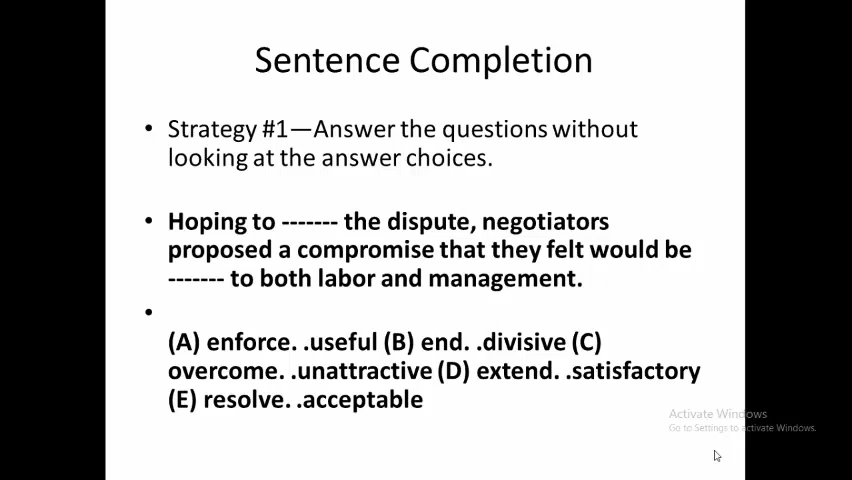 Sentence Completion
• Strategy #1—Answer the questions without
looking at the answer choices.
• Hoping to ------- the dispute, negotiators
proposed a compromise that they felt would be
------- to both labor and management.
•
(A) enforce. .useful (B) end. .divisive (C)
overcome. .unattractive (D) extend. .satisfactory
(E) resolve. .acceptable
Activate Windows
Go to Settings to activate Windows.